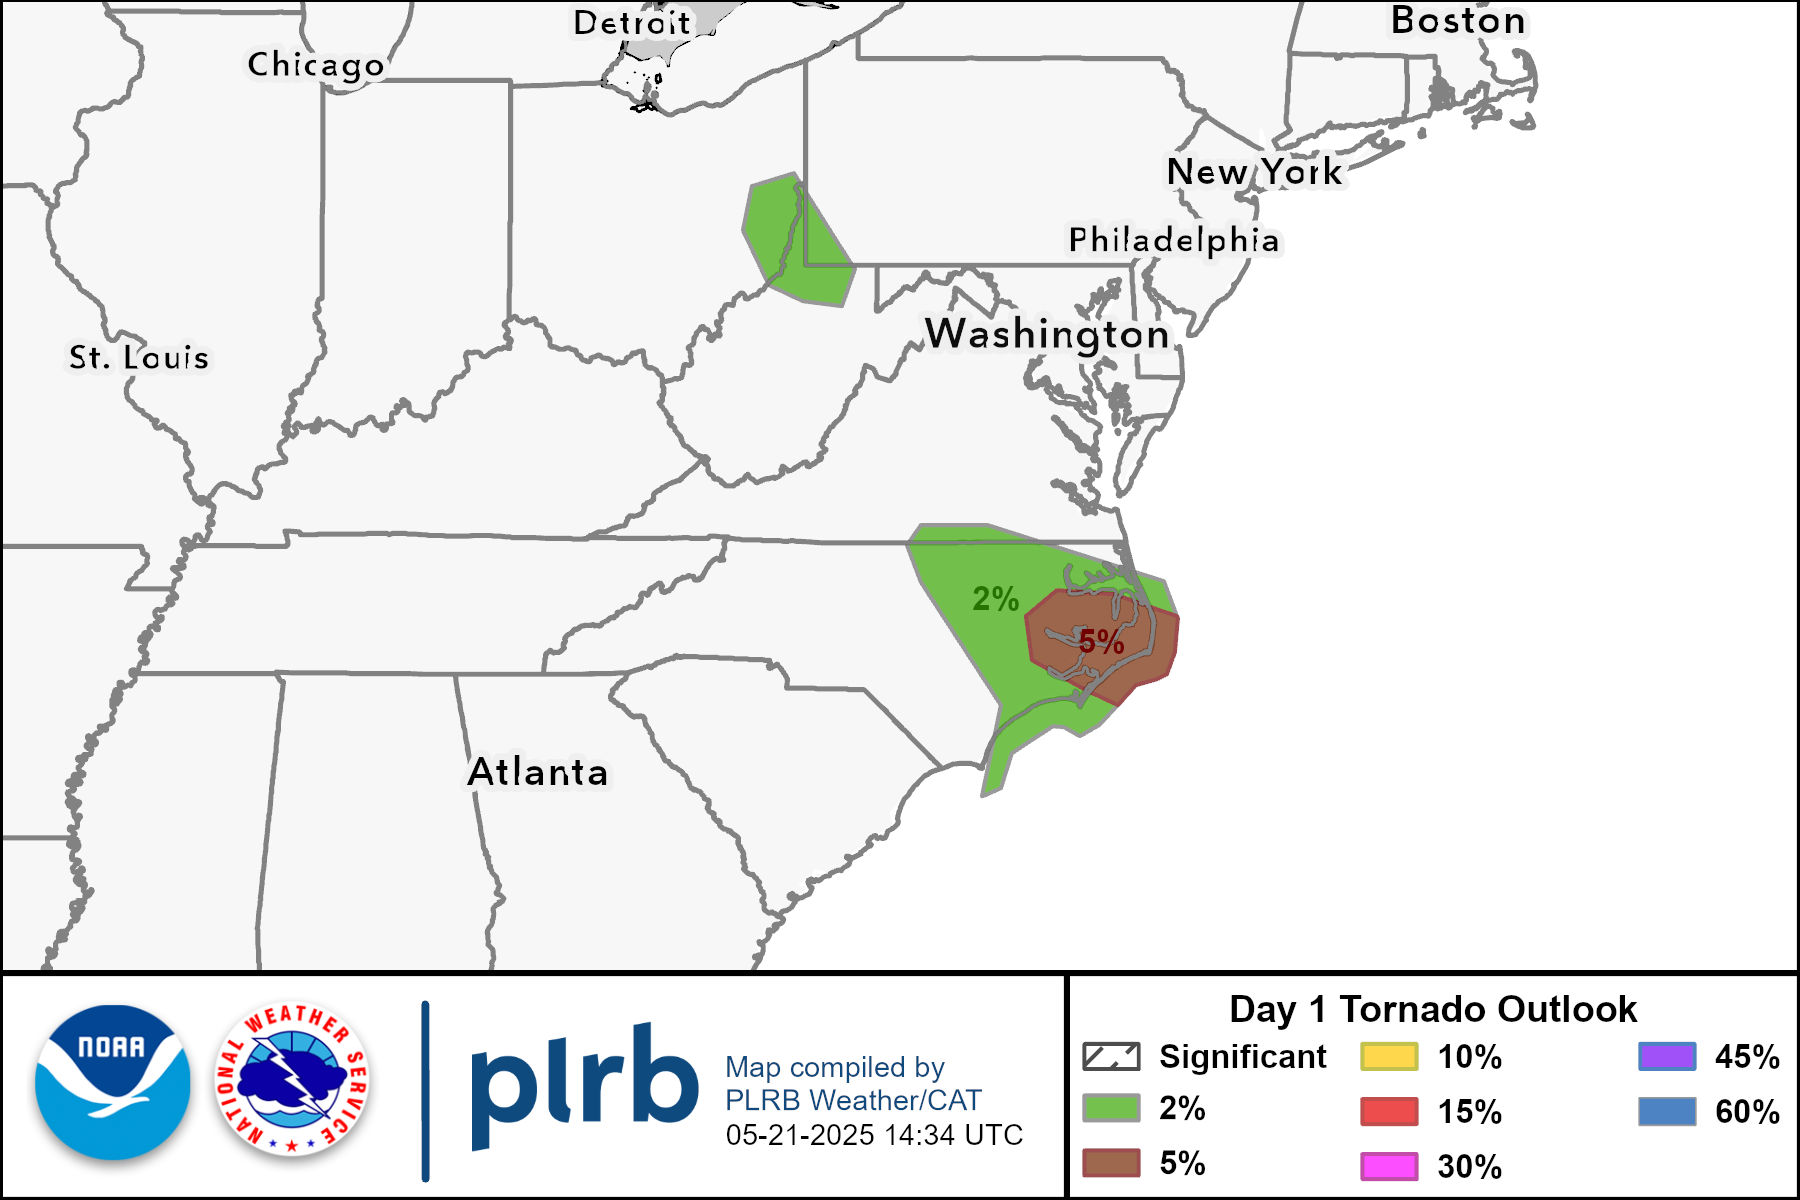 Detroit
Boston
Chicago
New York
Philadelphia
Washington
St. Louis
2%
5%
Atlanta
NOAA
NATIONAL WEATHER SERVICE
plrb
Map compiled by
PLRB Weather/CAT
05-21-2025 14:34 UTC
Day 1 Tornado Outlook
Significant
2%
5%
10%
15%
30%
45%
60%